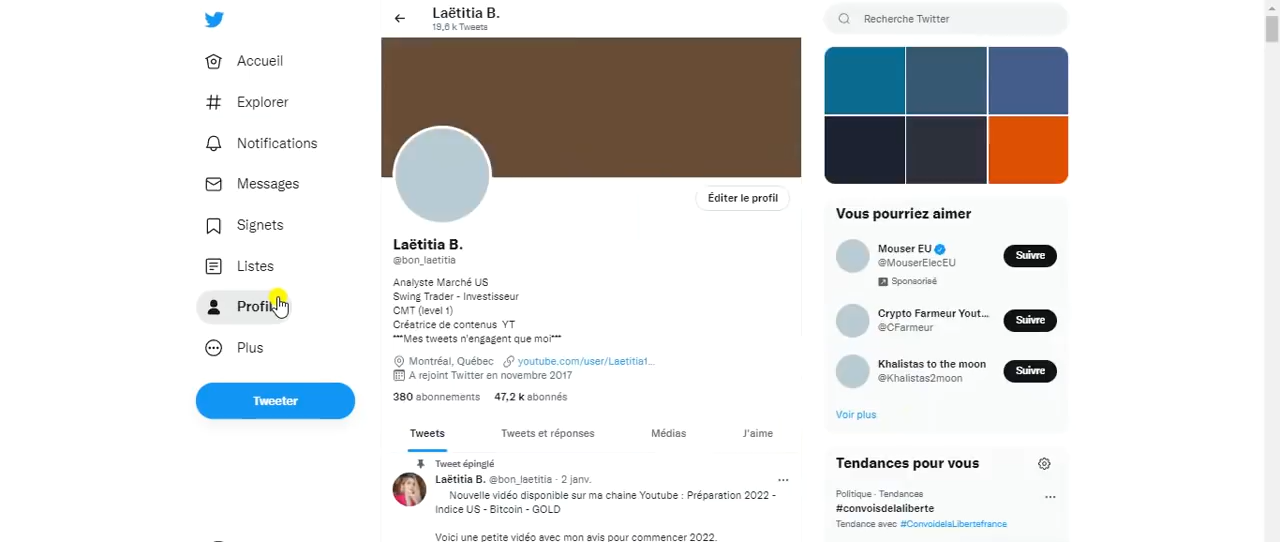 Accueil
Explorer
Notifications
Messages
Signets
Listes
Profil
Plus
Tweeter
Laëtitia B.
19,6 k Tweets
Éditer le profil
Laëtitia B.
@bon_laetitia
Analyste Marché US
Swing Trader - Investisseur
CMT (level 1)
Créatrice de contenus YT
***Mes tweets n'engagent que moi***
Montréal, Québec youtube.com/user/Laetitia1...
A rejoint Twitter en novembre 2017
380 abonnements 47,2 k abonnés
Tweets Tweets et réponses Médias J'aime
Tweet épinglé
Laëtitia B. @bon_laetitia · 2 janv.
Nouvelle vidéo disponible sur ma chaine Youtube : Préparation 2022 -
Indice US - Bitcoin - GOLD
Voici une petite vidéo avec mon avis pour commencer 2022.
Recherche Twitter
Vous pourriez aimer
Mouser EU
@MouserElecEU
Suivre
Sponsorisé
Crypto Farmeur Yout...
@CFarmeur
Suivre
Khalistas to the moon
@Khalistas2moon
Suivre
Voir plus
Tendances pour vous
Politique · Tendances
#convoisdelaliberte
Tendance avec #ConvoidelaLibertefrance